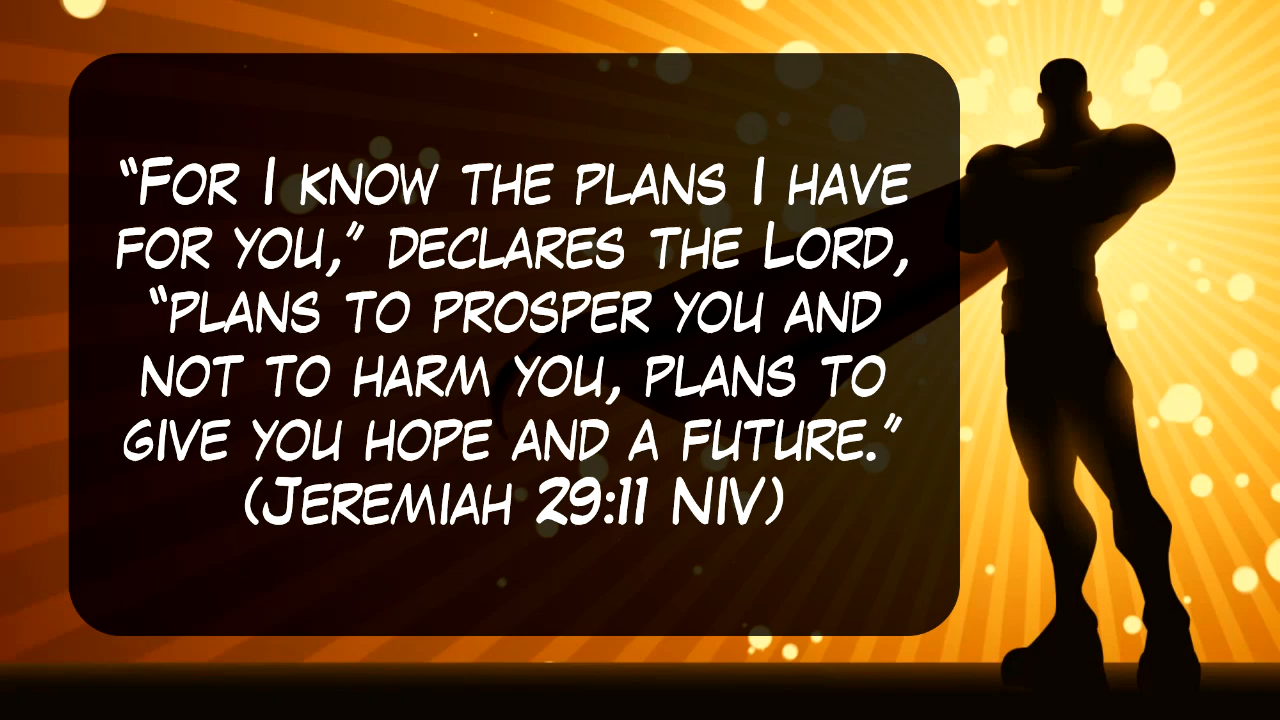 “For I know the plans I have
for you,” declares the Lord,
“plans to prosper you and
not to harm you, plans to
give you hope and a future.”
(Jeremiah 29:11 NIV)